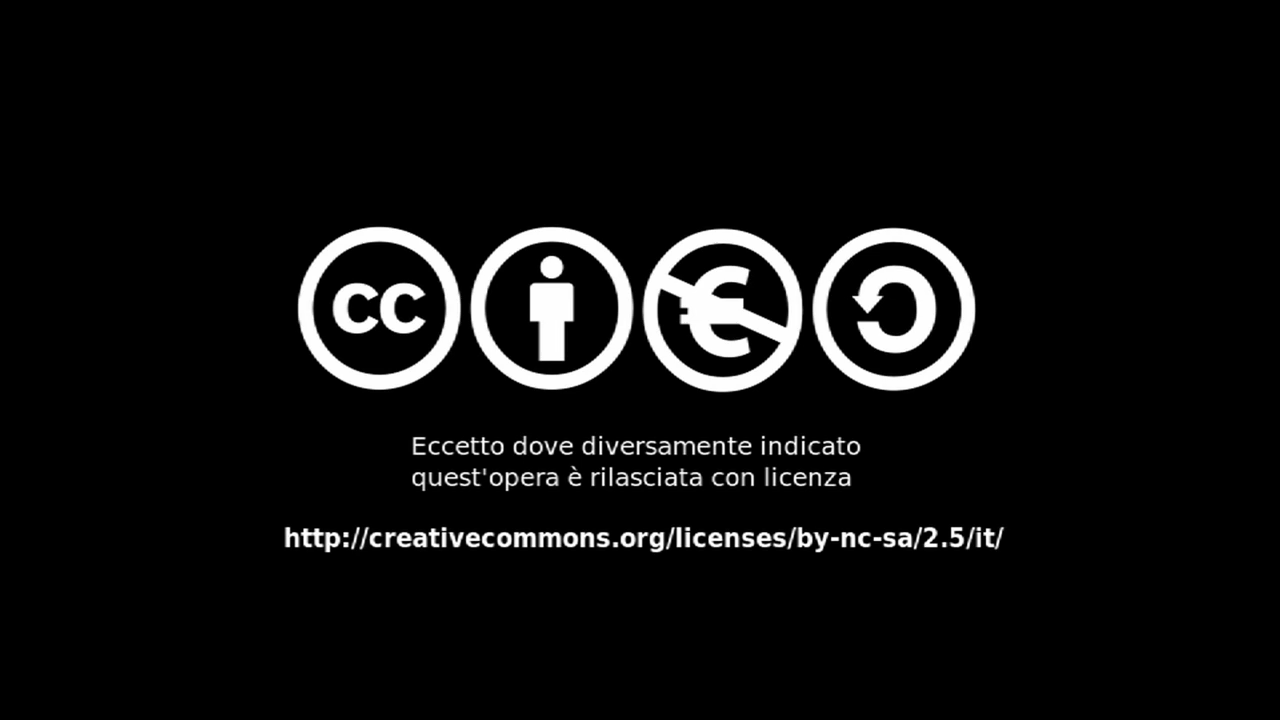 cc
Eccetto dove diversamente indicato
quest'opera è rilasciata con licenza
http://creativecommons.org/licenses/by-nc-sa/2.5/it/